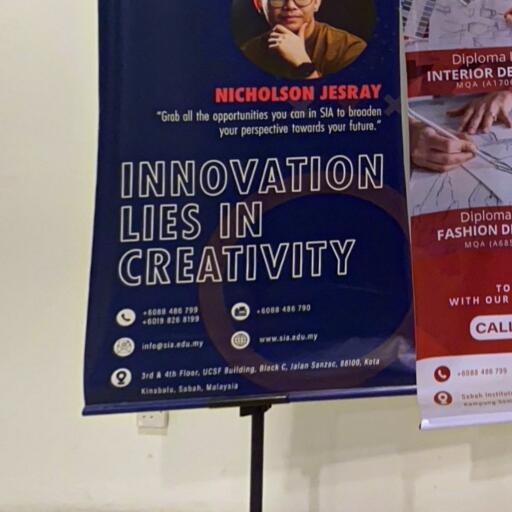 NICHOLSON JESRAY
"Grab all the opportunities you can in SIA to broaden
your perspective towards your future."
INNOVATION
LIES IN
CREATIVITY
+6088 486 799
+6019 826 8199
+6088 486 790
info@sia.edu.my
www.sia.edu.my
3rd & 4th Floor, UCSF Building, Block C, Jalan Sanzac, 88100, Kota
Kinabalu, Sabah, Malaysia
Diploma
INTERIOR DE
MQA (A170
Diploma
FASHION D
MQA (A68
TO
WITH OUR
CALL
+6088 486 799
Sabah Institut